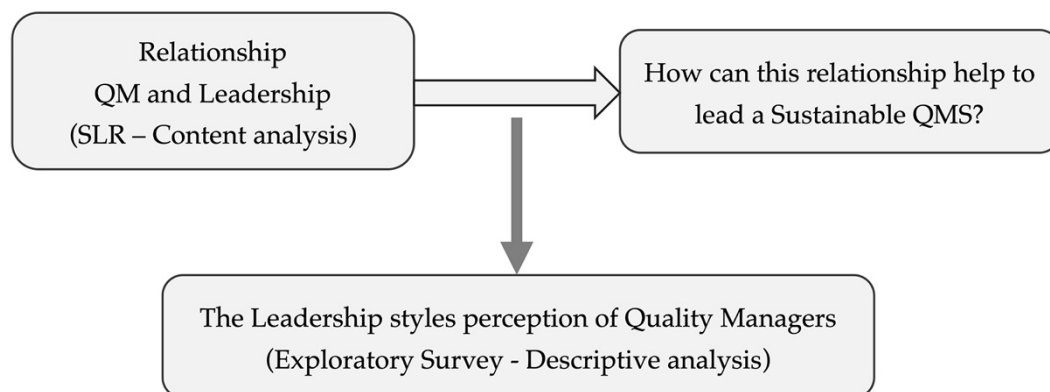 Relationship
QM and Leadership
(SLR – Content analysis)
How can this relationship help to
lead a Sustainable QMS?
The Leadership styles perception of Quality Managers
(Exploratory Survey - Descriptive analysis)